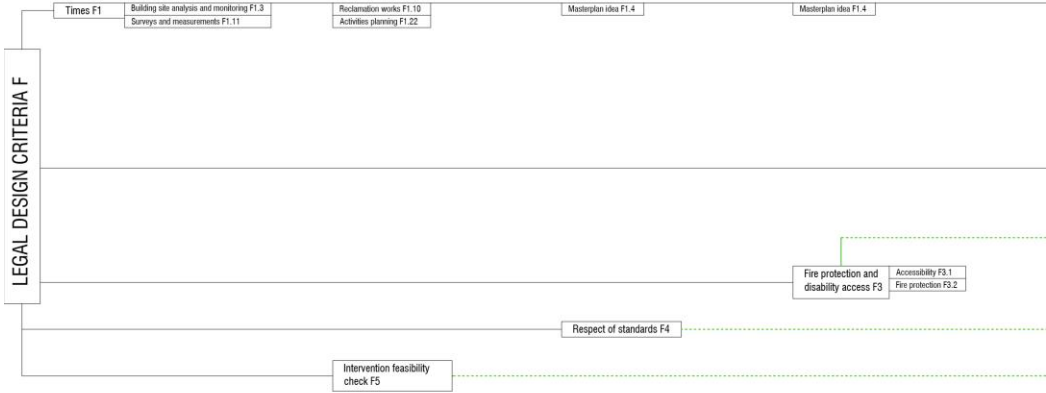 Times F1
Building site analysis and monitoring F1.3
Surveys and measurements F1.11
Reclamation works F1.10
Activities planning F1.22
Masterplan idea F1.4
Masterplan idea F1.4
LEGAL DESIGN CRITERIA F
Fire protection and
disability access F3
Accessibility F3.1
Fire protection F3.2
Respect of standards F4
Intervention feasibility
check F5